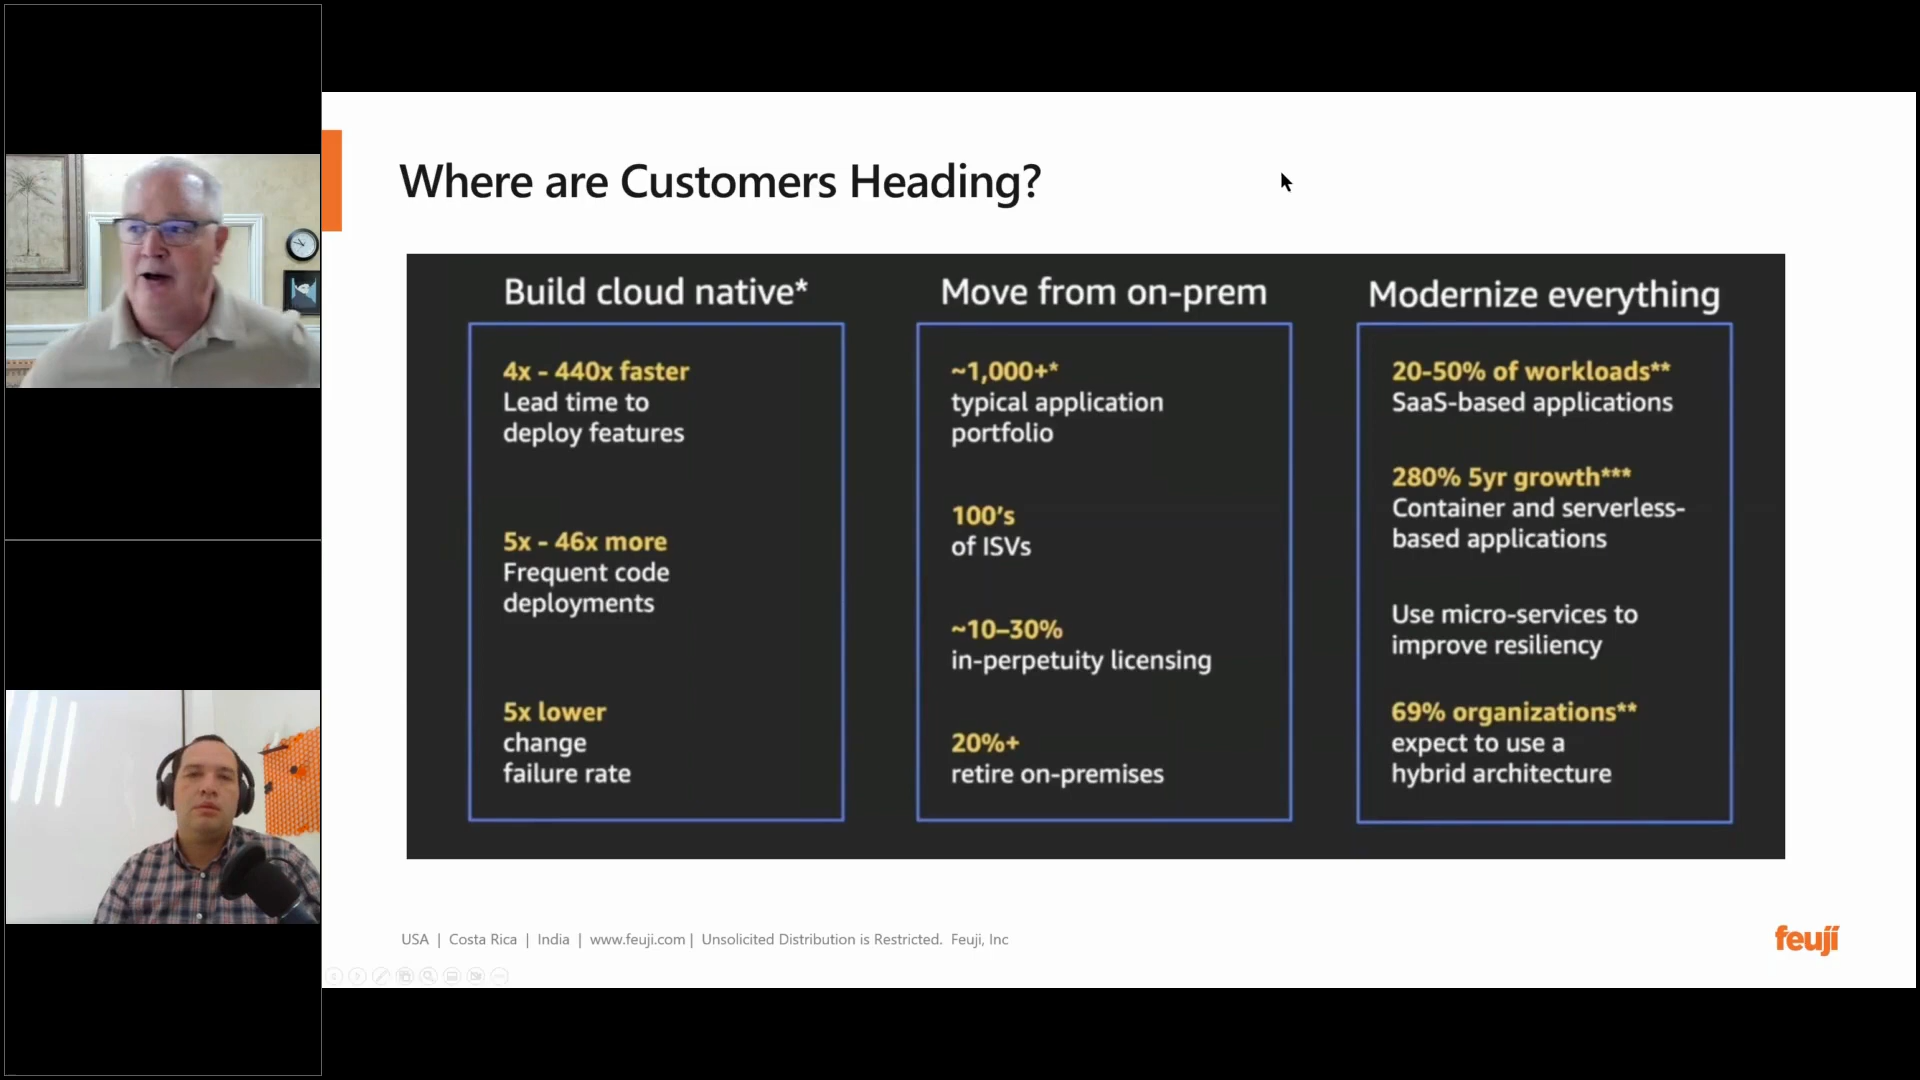 Where are Customers Heading?
Build cloud native*
4x - 440x faster
Lead time to
deploy features
5x - 46x more
Frequent code
deployments
5x lower
change
failure rate
Move from on-prem
~1,000+*
typical application
portfolio
100's
of ISVs
~10–30%
in-perpetuity licensing
20%+
retire on-premises
Modernize everything
20-50% of workloads**
SaaS-based applications
280% 5yr growth***
Container and serverless-
based applications
Use micro-services to
improve resiliency
69% organizations**
expect to use a
hybrid architecture
USA | Costa Rica | India | www.feuji.com | Unsolicited Distribution is Restricted. Feuji, Inc
feuji